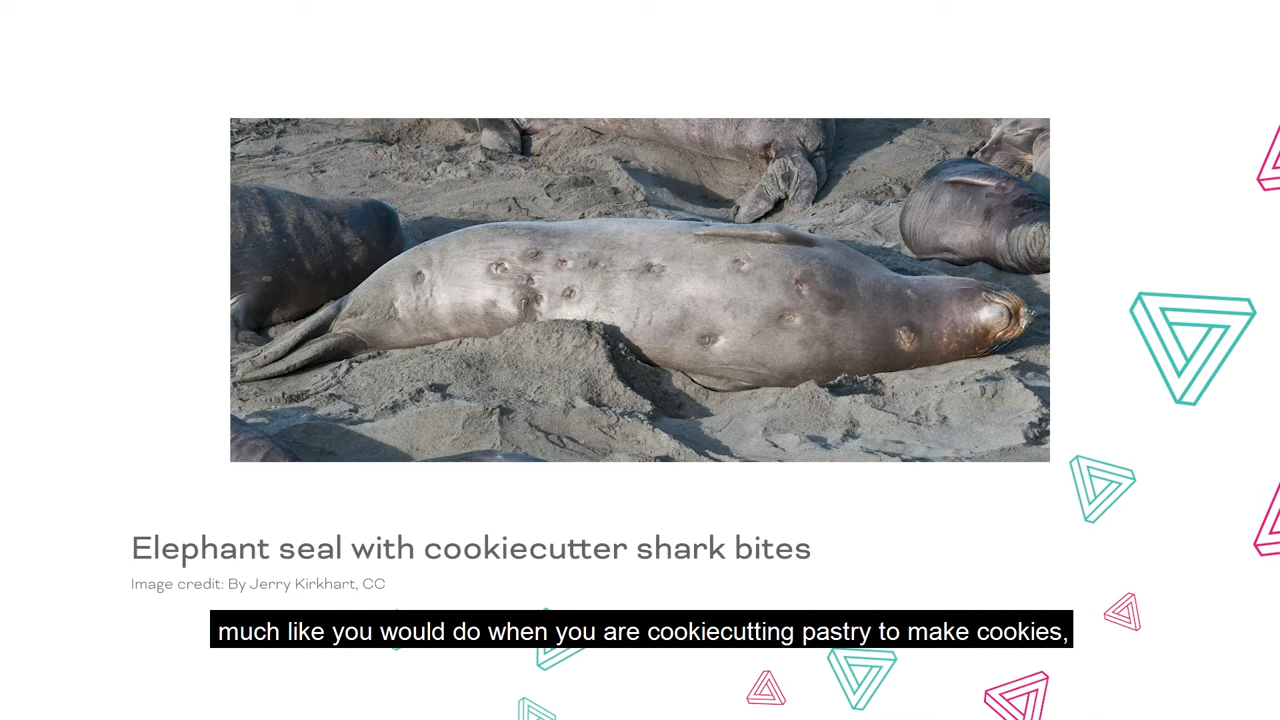 Elephant seal with cookiecutter shark bites
Image credit: By Jerry Kirkhart, CC
much like you would do when you are cookiecutting pastry to make cookies,